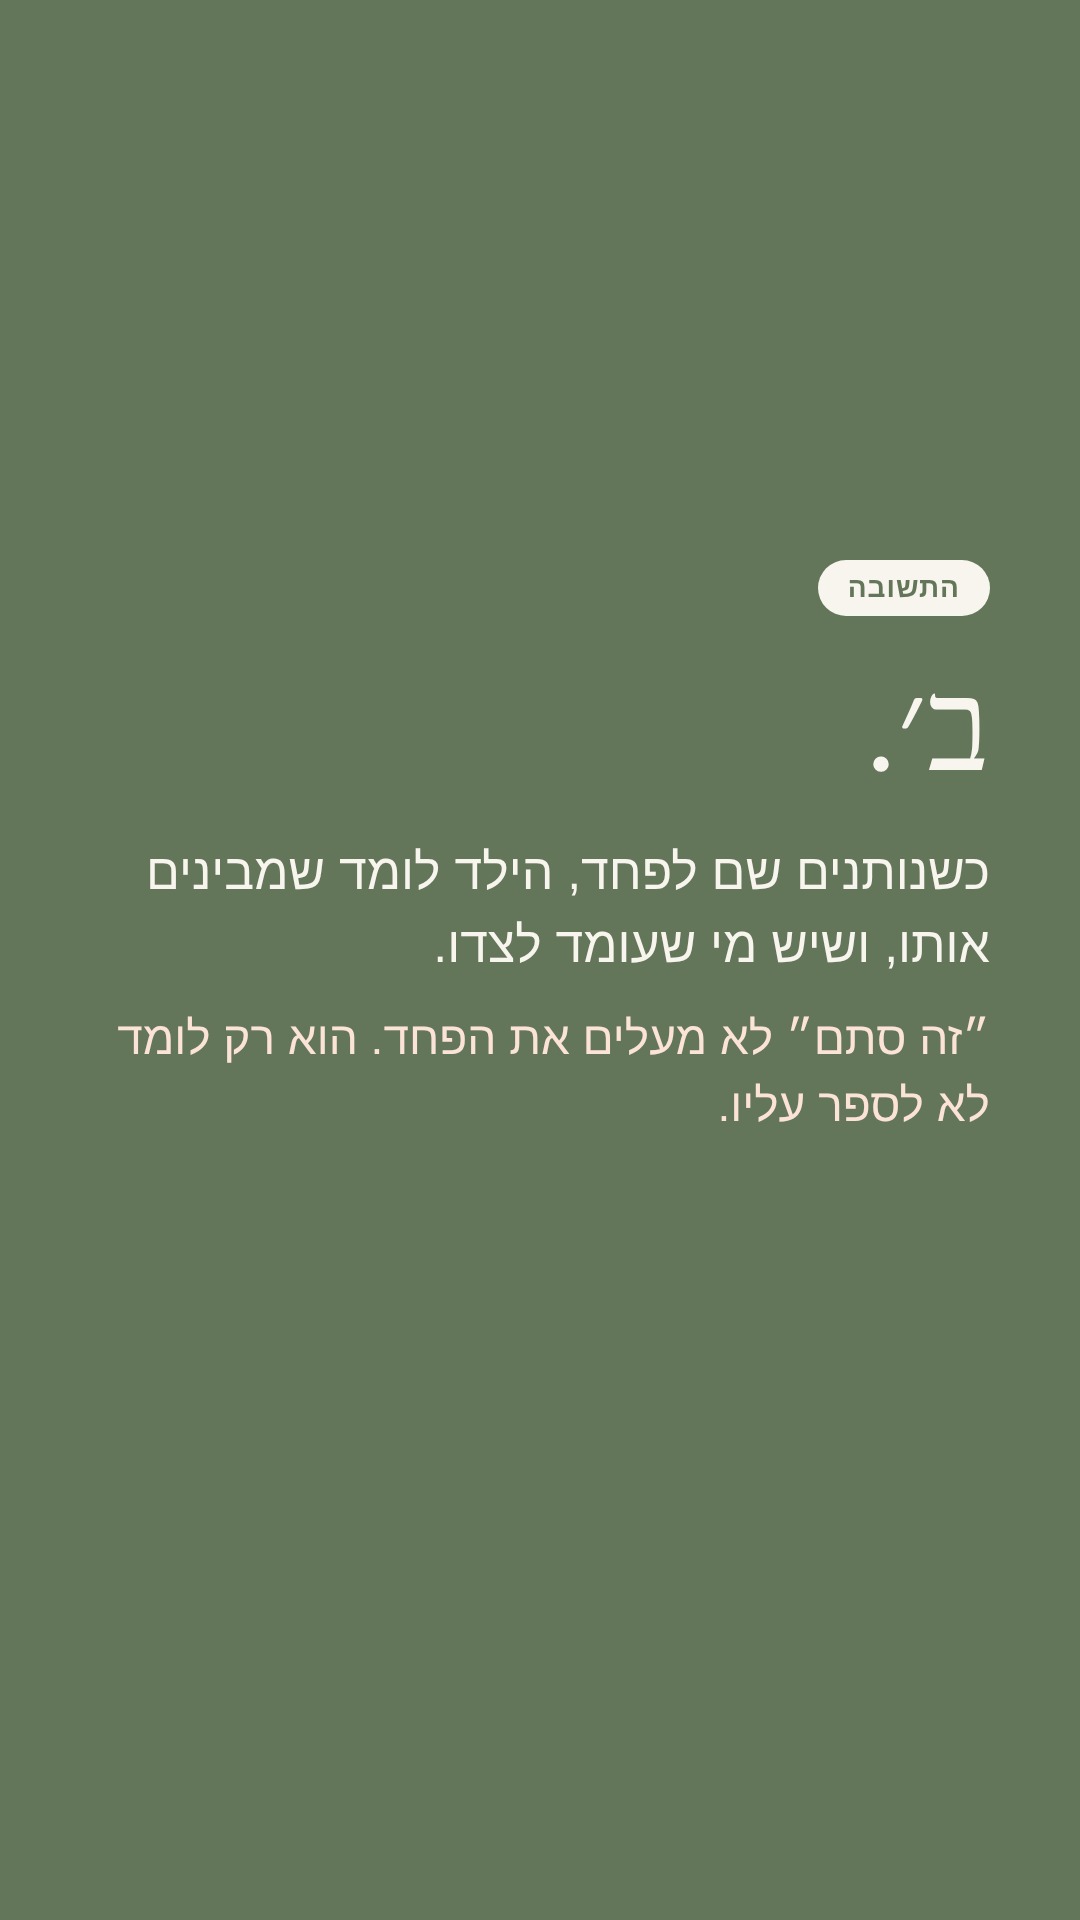 התשובה
ב׳.
כשנותנים שם לפחד, הילד לומד שמבינים
אותו, ושיש מי שעומד לצדו.
״זה סתם״ לא מעלים את הפחד. הוא רק לומד
לא לספר עליו.